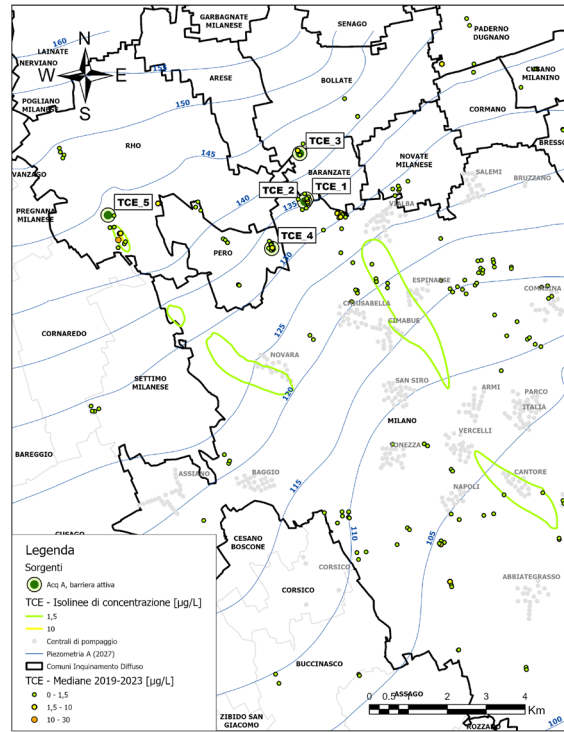 GARBAGNATE
MILANESE
SENAGO
PADERNO
DUGNANO
160
LAINATE
NERVIANO
N
W
E
S
155
ARESE
BOLLATE
CUSANO
MILANINO
POGLIANO
MILANESE
150
CORMANO
RHO
145
TCE_3
BRESSO
NOVATE
MILANESE
BARANZATE
VANZAGO
SALEMI
BRUZZANO
TCE_2
TCE_1
PREGNANA
MILANESE
TCE_5
140
135
VIALBA
TCE_4
PERO
130
ESPINASSE
COMASINA
CHIUSABELLA
CIMABUE
CORNAREDO
125
NOVARA
SETTIMO
MILANESE
SAN SIRO
ARMI
PARCO
ITALIA
120
MILANO
VERCELLI
BAREGGIO
ASSIANO
BAGGIO
CANTORE
NAPOLI
115
CUSAGO
CESANO
BOSCONE
110
105
CORSICO
CORSICO
ABBIATEGRASSO
BUCCINASCO
ASSAGO
ZIBIDO SAN
GIACOMO
ROZZANO
100
Legenda
Sorgenti
Acq A, barriera attiva
TCE - Isolinee di concentrazione [µg/L]
1,5
10
Centrali di pompaggio
Piezometria A (2027)
Comuni Inquinamento Diffuso
TCE - Mediane 2019-2023 [µg/L]
0 - 1,5
1,5 - 10
10 - 30
0 0.5 1 2 3 4
Km